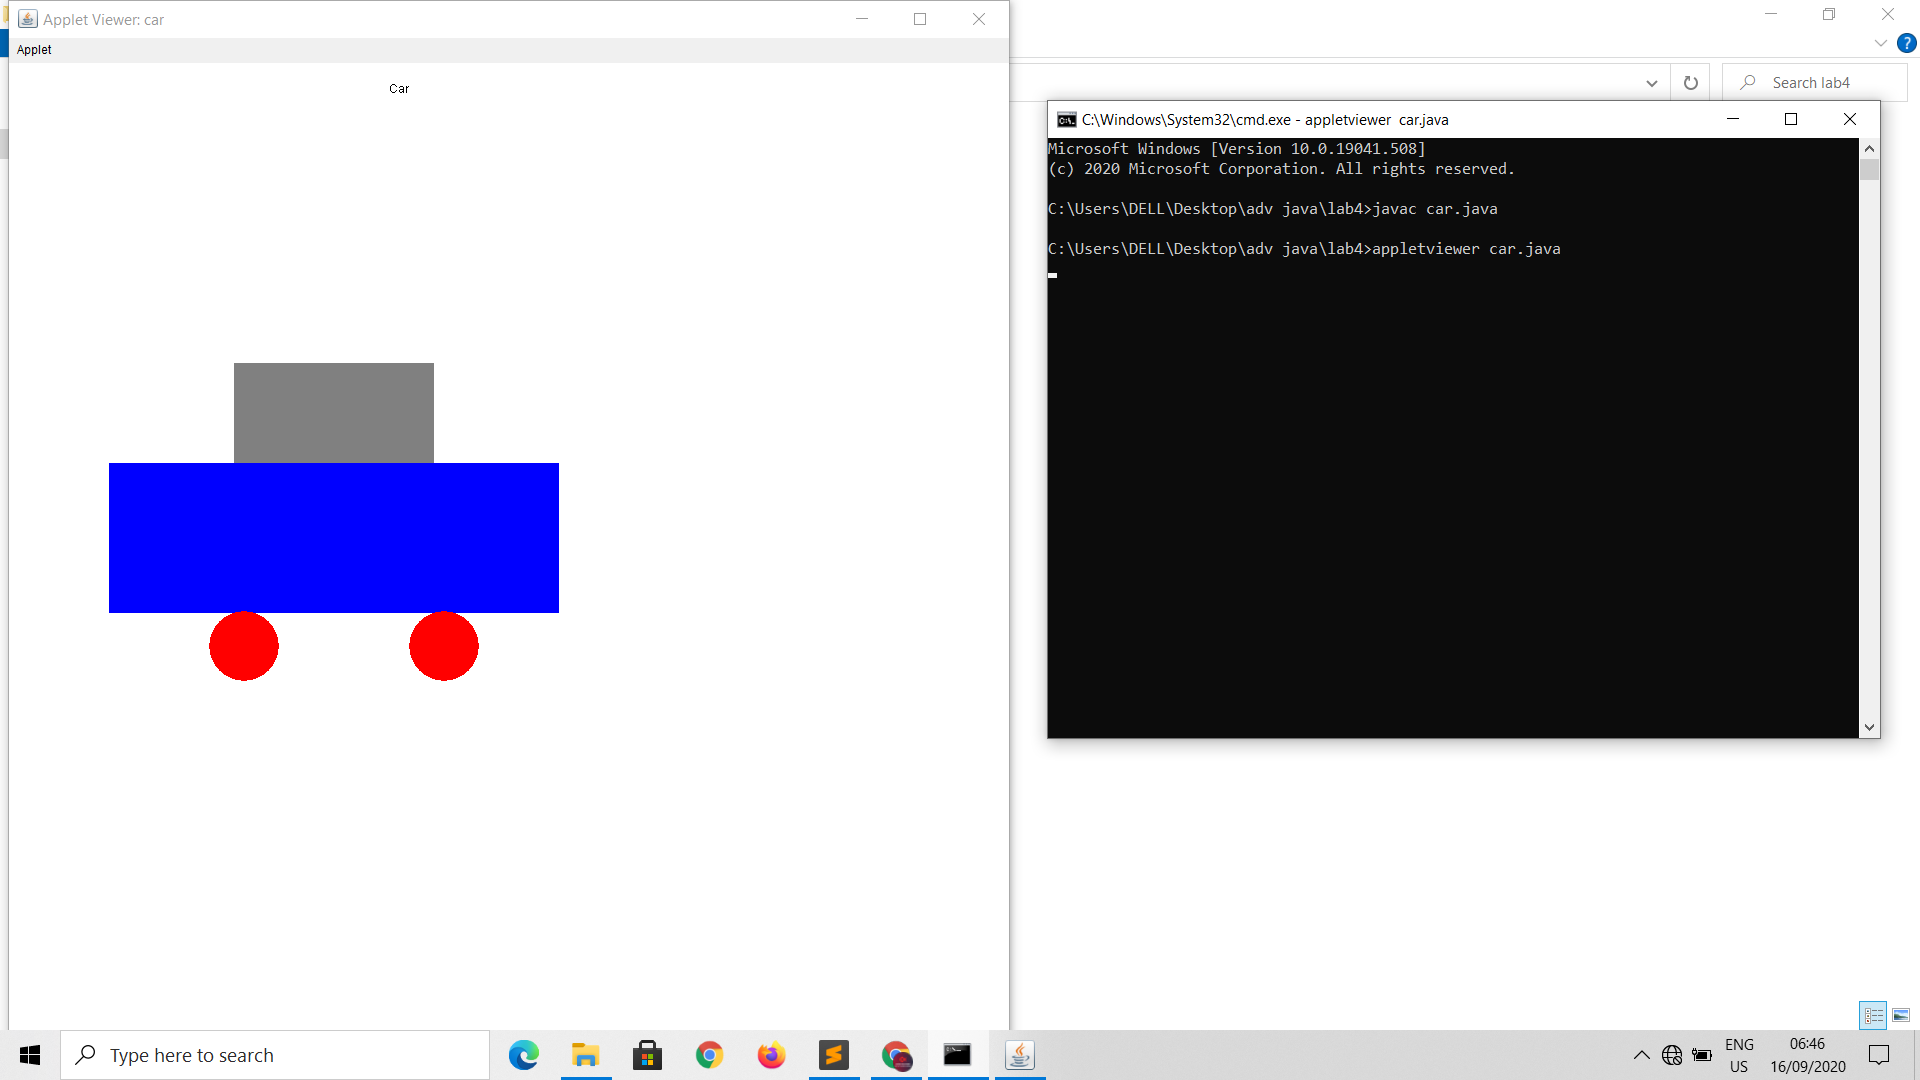 Applet Viewer: car
Applet
Car
Search lab4
?
C:\Windows\System32\cmd.exe - appletviewer  car.java
Microsoft Windows [Version 10.0.19041.508]
(c) 2020 Microsoft Corporation. All rights reserved.
C:\Users\DELL\Desktop\adv java\lab4>javac car.java
C:\Users\DELL\Desktop\adv java\lab4>appletviewer car.java
Type here to search
ENG
US
06:46
16/09/2020